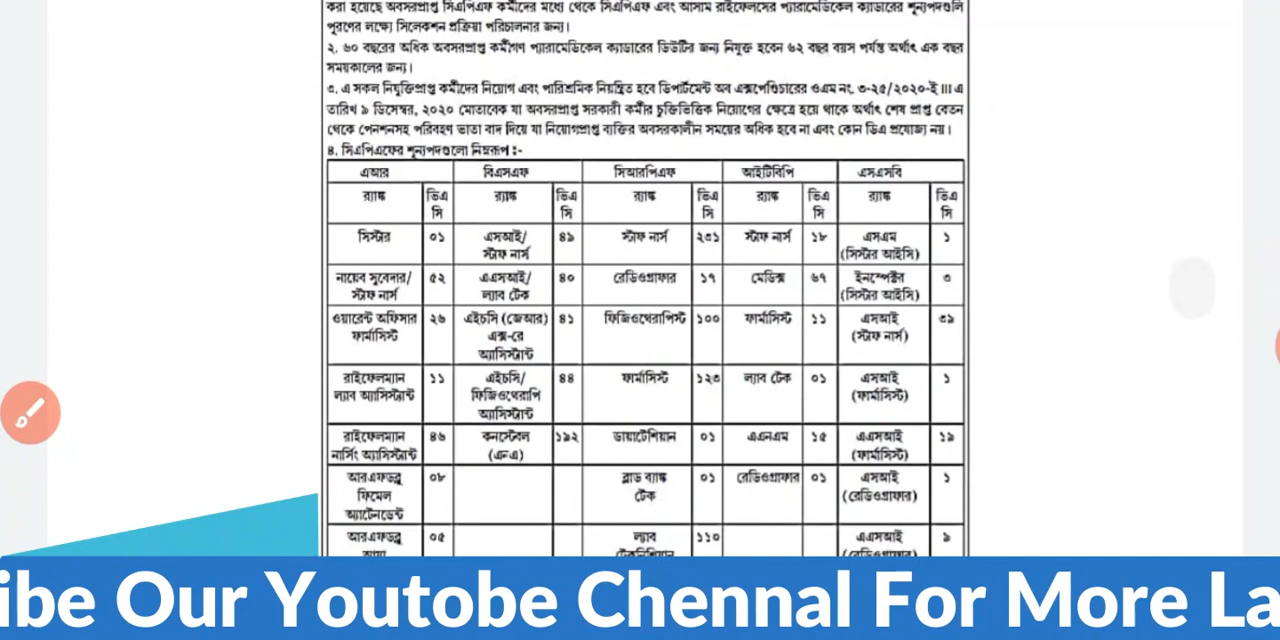 করা হয়েছে অবসরপ্রাপ্ত সিএপিএফ কর্মীদের মধ্যে থেকে সিএপিএফ এবং আসাম রাইফেলসের প্যারামেডিকেল ক্যাডারের শূন্যপদগুলি
পূরণের লক্ষ্যে সিলেকশন প্রক্রিয়া পরিচালনার জন্য।
২. ৬০ বছরের অধিক অবসরপ্রাপ্ত কর্মীগণ প্যারামেডিকেল ক্যাডারের ডিউটির জন্য নিযুক্ত হবেন ৬২ বছর বয়স পর্যন্ত অর্থাৎ এক বছর
সময়কালের জন্য।
৩. এ সকল নিযুক্তিপ্রাপ্ত কর্মীদের নিয়োগ এবং পারিশ্রমিক নিয়ন্ত্রিত হবে ডিপার্টমেন্ট অব এক্সপেণ্ডিচারের ওএম নং. ৩-২৫/২০২০-ই III এ
তারিখ ৯ ডিসেম্বর, ২০২০ মোতাবেক যা অবসরপ্রাপ্ত সরকারী কর্মীর চুক্তিভিত্তিক নিয়োগের ক্ষেত্রে হয়ে থাকে অর্থাৎ শেষ প্রাপ্ত বেতন
থেকে পেনশনসহ পরিবহণ ভাতা বাদ দিয়ে যা নিয়োগপ্রাপ্ত ব্যক্তির অবসরকালীন সময়ের অধিক হবে না এবং কোন ডিএ প্রযোজ্য নয়।
৪. সিএপিএফের শূন্যপদগুলো নিম্নরূপ :-
এআর বিএসএফ সিআরপিএফ আইটিবিপি এসএসবি
র‍্যাঙ্ক ভিএসি র‍্যাঙ্ক ভিএসি র‍্যাঙ্ক ভিএসি র‍্যাঙ্ক ভিএসি র‍্যাঙ্ক ভিএসি
সিস্টার ০১ এসআই/ ৪৯ স্টাফ নার্স ২৩১ স্টাফ নার্স ১৮ এসএম ১
স্টাফ নার্স (সিস্টার আইসি)
নায়েব সুবেদার/ ৫২ এএসআই/ ৪০ রেডিওগ্রাফার ১৭ মেডিক্স ৬৭ ইন্সপেক্টর ৩
স্টাফ নার্স ল্যাব টেক (সিস্টার আইসি)
ওয়ারেন্ট অফিসার ২৬ এইচসি (জেআর) ৪১ ফিজিওথেরাপিস্ট ১০০ ফার্মাসিস্ট ১১ এসআই ৩৯
ফার্মাসিস্ট এক্স-রে (স্টাফ নার্স)
অ্যাসিস্ট্যান্ট
রাইফেলম্যান ১১ এইচসি/ ৪৪ ফার্মাসিস্ট ১২৩ ল্যাব টেক ০১ এসআই ১
ল্যাব অ্যাসিস্ট্যান্ট ফিজিওথেরাপি (ফার্মাসিস্ট)
অ্যাসিস্ট্যান্ট
রাইফেলম্যান ৪৬ কনস্টেবল ১৯২ ডায়াটেশিয়ান ০১ এএনএম ১৫ এএসআই ১৯
নার্সিং অ্যাসিস্ট্যান্ট (এনএ) (ফার্মাসিস্ট)
আরএফডব্লু ০৮ ব্লাড ব্যাঙ্ক ০১ রেডিওগ্রাফার ০১ এসআই ১
ফিমেল টেক (রেডিওগ্রাফার)
অ্যাটেনডেন্ট
আরএফডব্লু ০৫ ল্যাব ১১০ এএসআই ৯
আয়া টেকনিশিয়ান (রেডিওগ্রাফার)
ibe Our Youtobe Chennal For More La